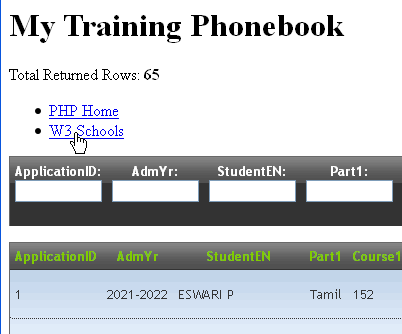 My Training Phonebook
Total Returned Rows: 65
PHP Home
W3 Schools
ApplicationID: AdmYr: StudentEN: Part1:
ApplicationID AdmYr StudentEN Part1 Course1
1 2021-2022 ESWARI P Tamil 152